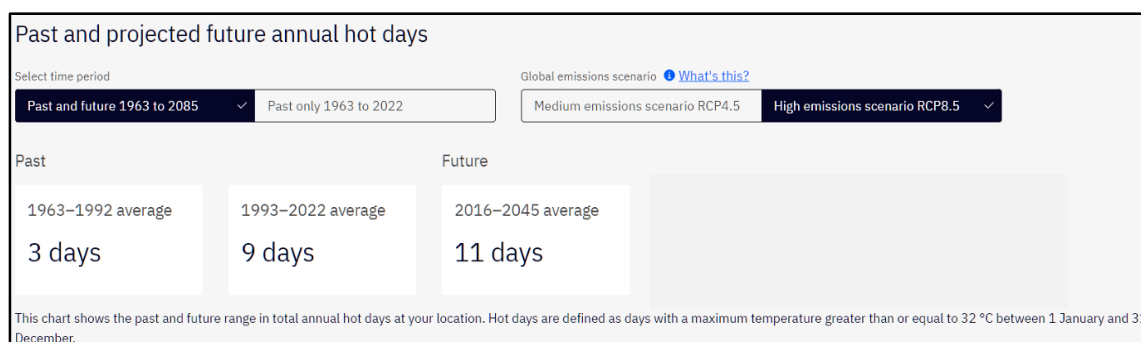 Past and projected future annual hot days
Select time period
Global emissions scenario What's this?
Past and future 1963 to 2085
Past only 1963 to 2022
Medium emissions scenario RCP4.5
High emissions scenario RCP8.5
Past
Future
1963–1992 average
3 days
1993–2022 average
9 days
2016–2045 average
11 days
This chart shows the past and future range in total annual hot days at your location. Hot days are defined as days with a maximum temperature greater than or equal to 32 °C between 1 January and
December.